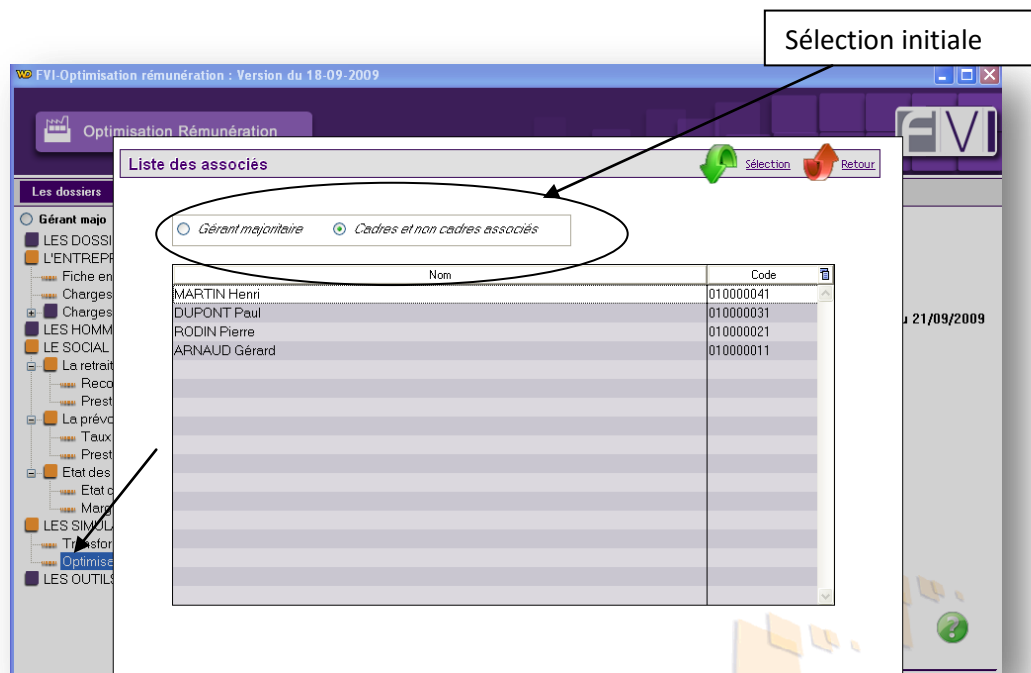 Sélection initiale
FVI-Optimisation rémunération : Version du 18-09-2009
Optimisation Rémunération
FVI
Liste des associés
Sélection
Retour
Les dossiers
Gérant majo
Gérant majoritaire
Cadres et non cadres associés
LES DOSSI
L'ENTREPR
Fiche en
Charges
Charges
LES HOMM
LE SOCIAL
La retrait
Reco
Prest
La prévo
Taux
Prest
Etat des
Etat d
Marg
LES SIMUL
Transfor
Optimise
LES OUTILS
Nom Code
MARTIN Henri 010000041
DUPONT Paul 010000031
RODIN Pierre 010000021
ARNAUD Gérard 010000011
21/09/2009